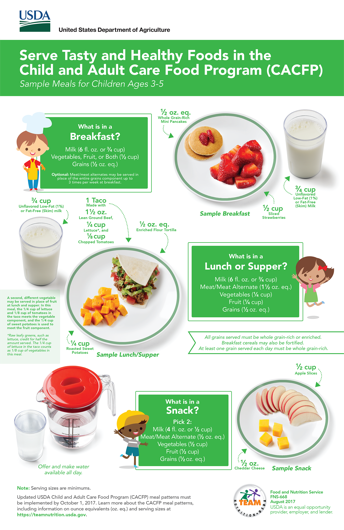 USDA
United States Department of Agriculture
Serve Tasty and Healthy Foods in the
Child and Adult Care Food Program (CACFP)
Sample Meals for Children Ages 3-5
What is in a
Breakfast?
Milk (6 fl. oz. or ¾ cup)
Vegetables, Fruit, or Both (½ cup)
Grains (½ oz. eq.)
Optional: Meat/meat alternates may be served in
place of the entire grains component up to
3 times per week at breakfast.
½ oz. eq.
Whole Grain-Rich
Mini Pancakes
¾ cup
Unflavored
Low-Fat (1%)
or Fat-Free
(Skim) Milk
½ cup
Sliced
Strawberries
Sample Breakfast
¾ cup
Unflavored Low-Fat (1%)
or Fat-Free (Skim) milk
1 Taco
Made with
1½ oz.
Lean Ground Beef,
¼ cup
Lettuce*, and
⅛ cup
Chopped Tomatoes
½ oz. eq.
Enriched Flour Tortilla
What is in a
Lunch or Supper?
Milk (6 fl. oz. or ¾ cup)
Meat/Meat Alternate (1½ oz. eq.)
Vegetables (¼ cup)
Fruit (¼ cup)
Grains (½ oz. eq.)
A second, different vegetable
may be served in place of fruit
at lunch and supper. In this
meal, the 1/4 cup of lettuce
and 1/8 cup of tomatoes in
the taco meets the vegetable
component, and the 1/4 cup
of sweet potatoes is used to
meet the fruit component.
*Raw leafy greens, such as
lettuce, credit for half the
amount served. The 1/4 cup
of lettuce in the taco counts
as 1/8 cup of vegetables in
this meal.
¼ cup
Roasted Sweet
Potatoes
Sample Lunch/Supper
All grains served must be whole grain-rich or enriched.
Breakfast cereals may also be fortified.
At least one grain served each day must be whole grain-rich.
½ cup
Apple Slices
What is in a
Snack?
Pick 2:
Milk (4 fl. oz. or ½ cup)
Meat/Meat Alternate (½ oz. eq.)
Vegetables (½ cup)
Fruit (½ cup)
Grains (½ oz. eq.)
½ oz.
Cheddar Cheese
Sample Snack
Offer and make water
available all day.
Note: Serving sizes are minimums.
Updated USDA Child and Adult Care Food Program (CACFP) meal patterns must
be implemented by October 1, 2017. Learn more about the CACFP meal patterns,
including information on ounce equivalents (oz. eq.) and serving sizes at
https://teamnutrition.usda.gov.
TEAM
Food and Nutrition Service
FNS-668
August 2017
USDA is an equal opportunity
provider, employer, and lender.